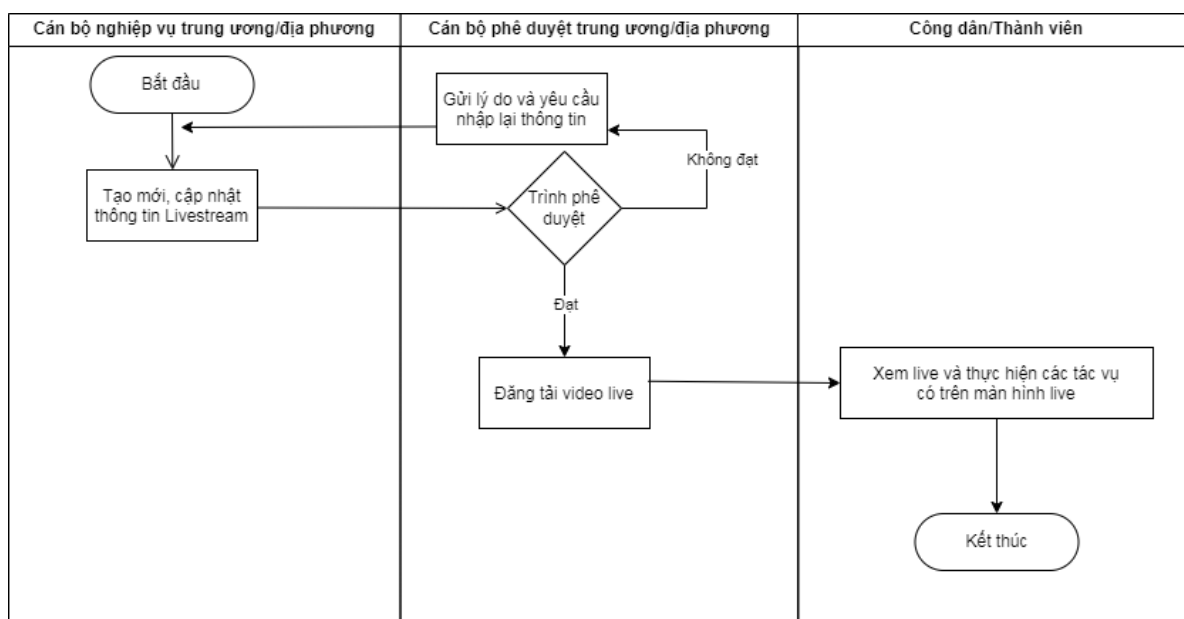 Cán bộ nghiệp vụ trung ương/địa phương
Cán bộ phê duyệt trung ương/địa phương
Công dân/Thành viên
Bắt đầu
Gửi lý do và yêu cầu
nhập lại thông tin
Không đạt
Tạo mới, cập nhật
thông tin Livestream
Trình phê
duyệt
Đạt
Đăng tải video live
Xem live và thực hiện các tác vụ
có trên màn hình live
Kết thúc